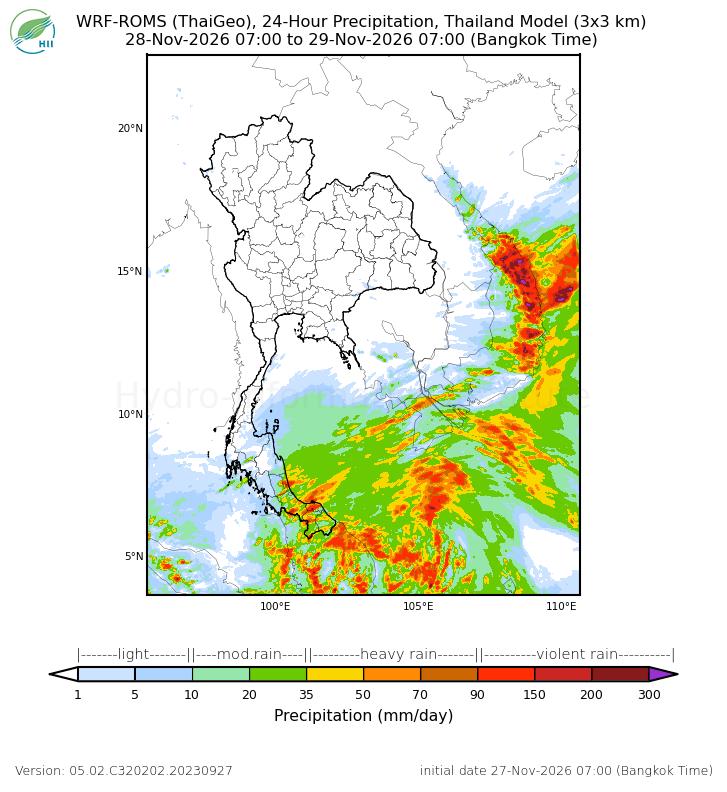 WRF-ROMS (ThaiGeo), 24-Hour Precipitation, Thailand Model (3x3 km)
28-Nov-2026 07:00 to 29-Nov-2026 07:00 (Bangkok Time)
HII
20°N
15°N
10°N
5°N
100°E 105°E 110°E
|-------light-------||----mod.rain----||---------heavy rain---------||----------violent rain----------|
1 5 10 20 35 50 70 90 150 200 300
Precipitation (mm/day)
Version: 05.02.C320202.20230927
initial date 27-Nov-2026 07:00 (Bangkok Time)